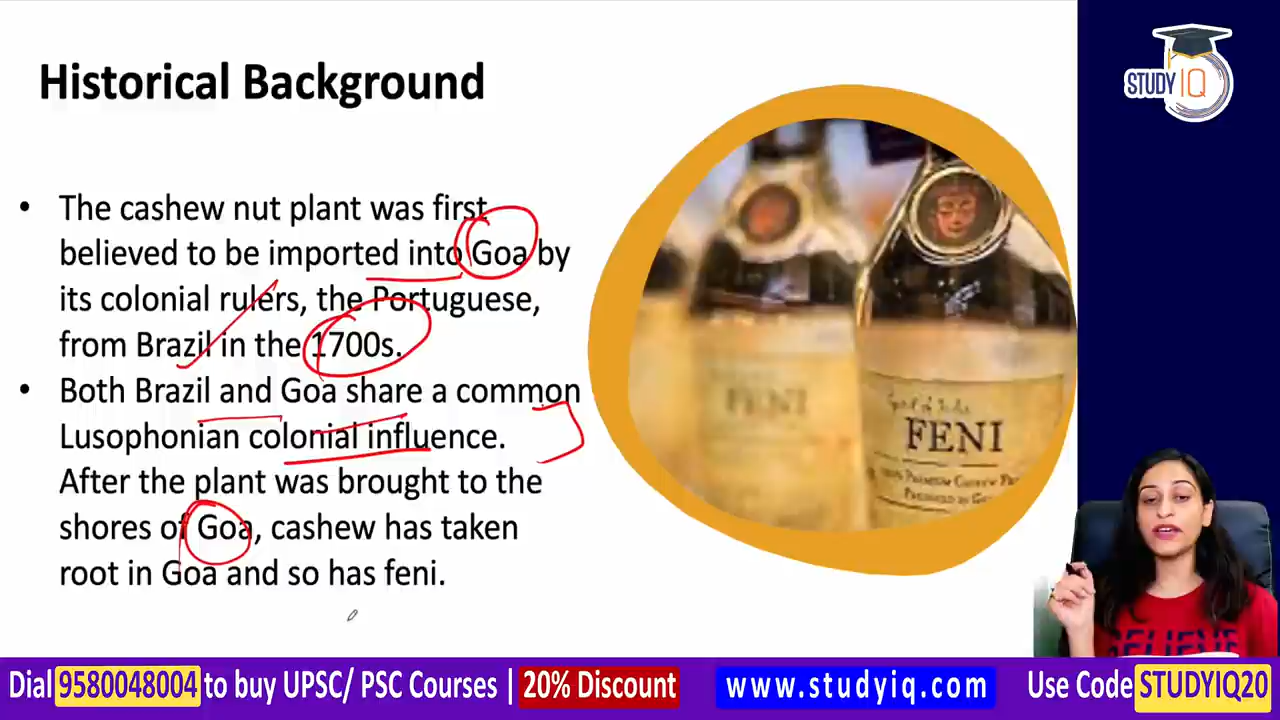 Historical Background
STUDY IQ
• The cashew nut plant was first
believed to be imported into Goa by
its colonial rulers, the Portuguese,
from Brazil in the 1700s.
• Both Brazil and Goa share a common
Lusophonian colonial influence.
After the plant was brought to the
shores of Goa, cashew has taken
root in Goa and so has feni.
FENI
FENI
BELIEVE
Dial 9580048004 to buy UPSC/ PSC Courses | 20% Discount
www.studyiq.com
Use Code STUDYIQ20